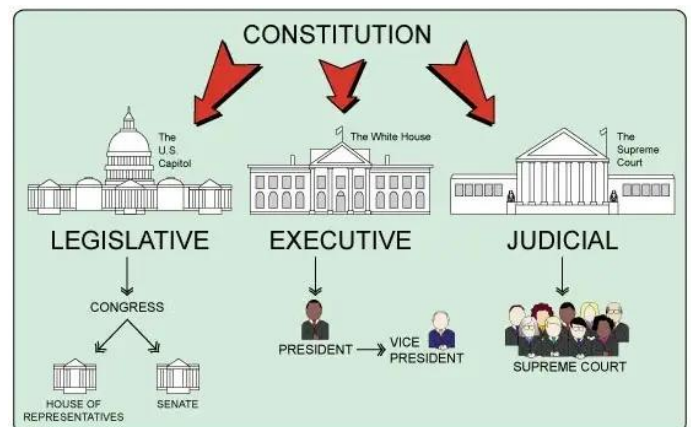 CONSTITUTION
The
U.S.
Capitol
The White House
The
Supreme
Court
LEGISLATIVE
EXECUTIVE
JUDICIAL
CONGRESS
PRESIDENT
VICE
PRESIDENT
SUPREME COURT
HOUSE OF
REPRESENTATIVES
SENATE